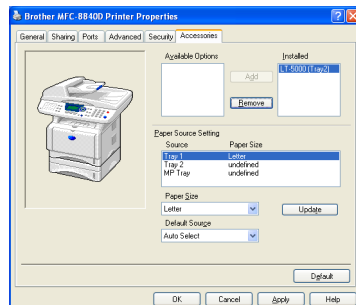 Brother MFC-8840D Printer Properties
General Sharing Ports Advanced Security Accessories
Available Options Installed
LT-5000 (Tray2)
Add
Remove
Paper Source Setting
Source Paper Size
Tray 1 Letter
Tray 2 undefined
MP Tray undefined
Paper Size
Letter Update
Default Source
Auto Select
Default
OK Cancel Apply Help